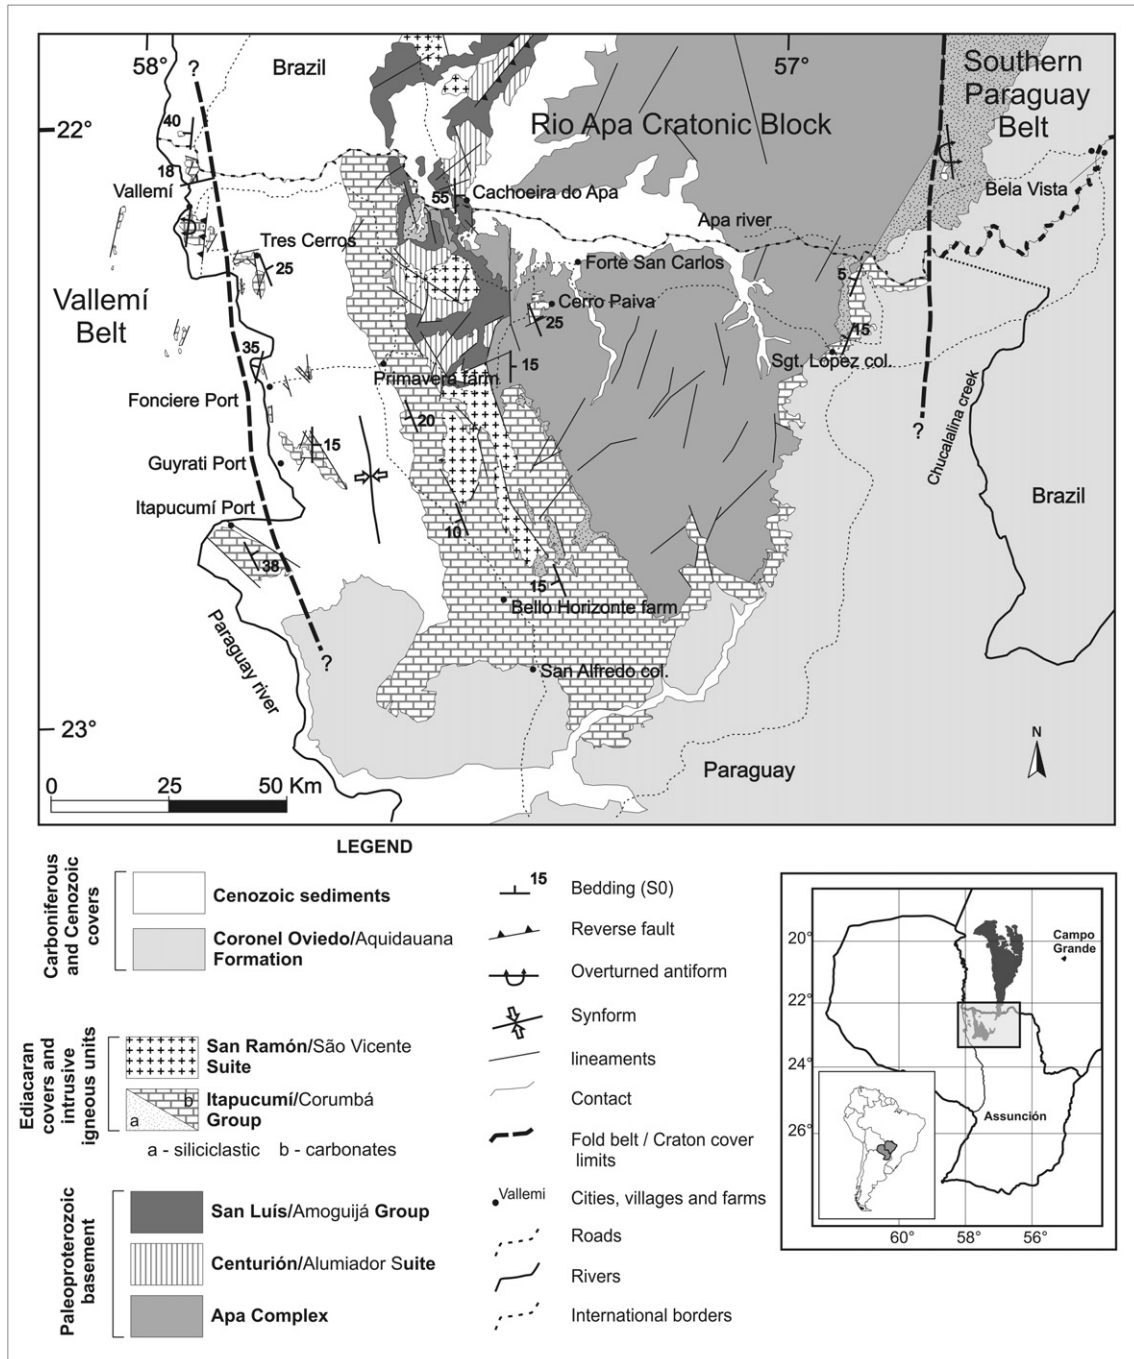 58°
?
Brazil
57°
Southern
Paraguay
Belt
22°
40
Rio Apa Cratonic Block
18
Vallemí
55
Cachoeira do Apa
Bela Vista
D
Apa river
Tres Cerros
25
Forte San Carlos
5
Vallemí
Belt
Cerro Paiva
25
15
35
15
Sgt. López col.
Primavera farm
Fonciere Port
20
?
Chucalalina creek
15
Guyrati Port
Itapucumí Port
Brazil
10
38
15
Bello Horizonte farm
Paraguay river
?
San Alfredo col.
23°
N
Paraguay
0 25 50 Km
LEGEND
Carboniferous
and Cenozoic
covers
Cenozoic sediments
Coronel Oviedo/Aquidauana
Formation
Ediacaran
covers and
intrusive
igneous units
San Ramón/São Vicente
Suite
a
b
Itapucumí/Corumbá
Group
a - siliciclastic b - carbonates
Paleoproterozoic
basement
San Luís/Amoguijá Group
Centurión/Alumiador Suite
Apa Complex
15
Bedding (S0)
Reverse fault
Overturned antiform
Synform
lineaments
Contact
Fold belt / Craton cover
limits
Vallemi
Cities, villages and farms
Roads
Rivers
International borders
20°
Campo
Grande
22°
24°
26°
Assunción
60°
58°
56°